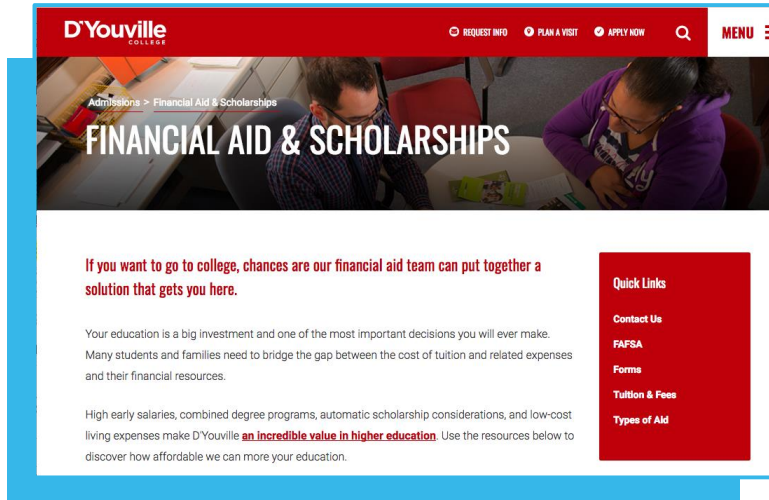 D'Youville
COLLEGE
REQUEST INFO
PLAN A VISIT
APPLY NOW
MENU
Admissions > Financial Aid & Scholarships
FINANCIAL AID & SCHOLARSHIPS
If you want to go to college, chances are our financial aid team can put together a
solution that gets you here.
Your education is a big investment and one of the most important decisions you will ever make.
Many students and families need to bridge the gap between the cost of tuition and related expenses
and their financial resources.
High early salaries, combined degree programs, automatic scholarship considerations, and low-cost
living expenses make D'Youville an incredible value in higher education. Use the resources below to
discover how affordable we can more your education.
Quick Links
Contact Us
FAFSA
Forms
Tuition & Fees
Types of Aid